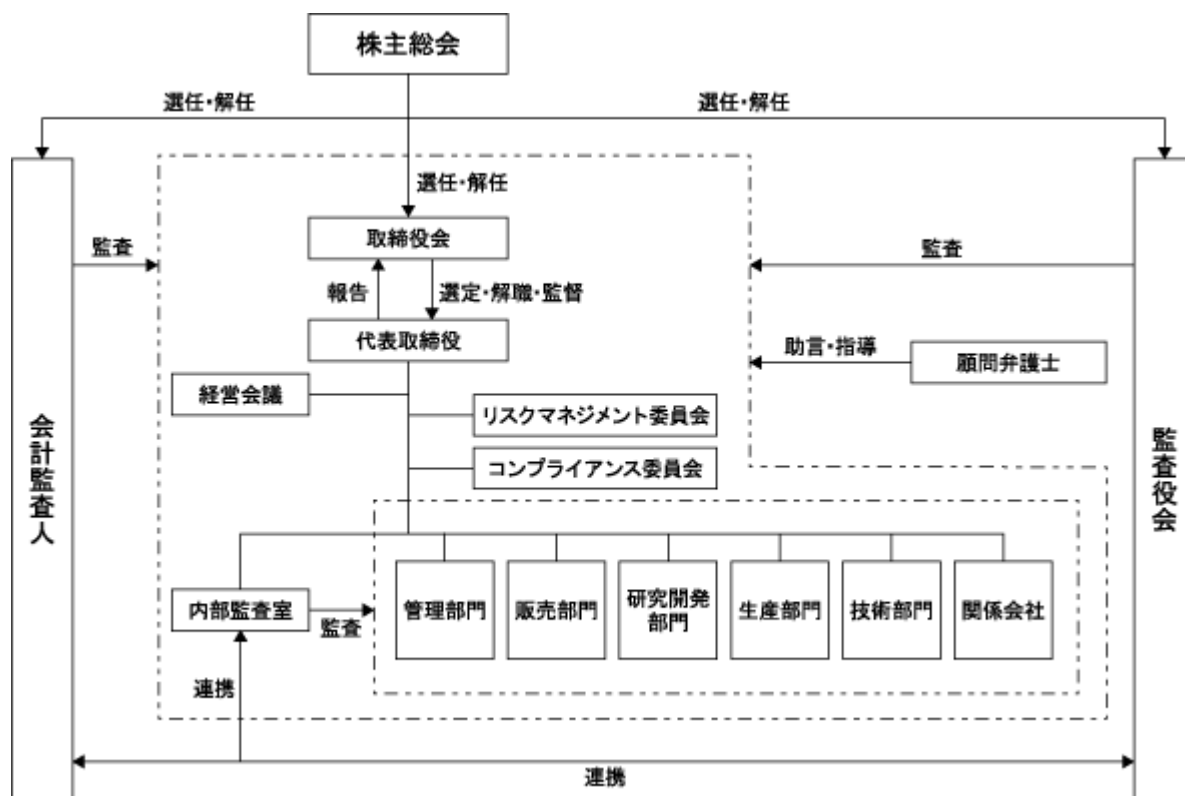 株主総会
選任・解任
選任・解任
選任・解任
取締役会
監査
監査
報告
選定・解職・監督
代表取締役
助言・指導
顧問弁護士
経営会議
リスクマネジメント委員会
コンプライアンス委員会
会計監査人
監査役会
内部監査室
監査
管理部門
販売部門
研究開発
部門
生産部門
技術部門
関係会社
連携
連携